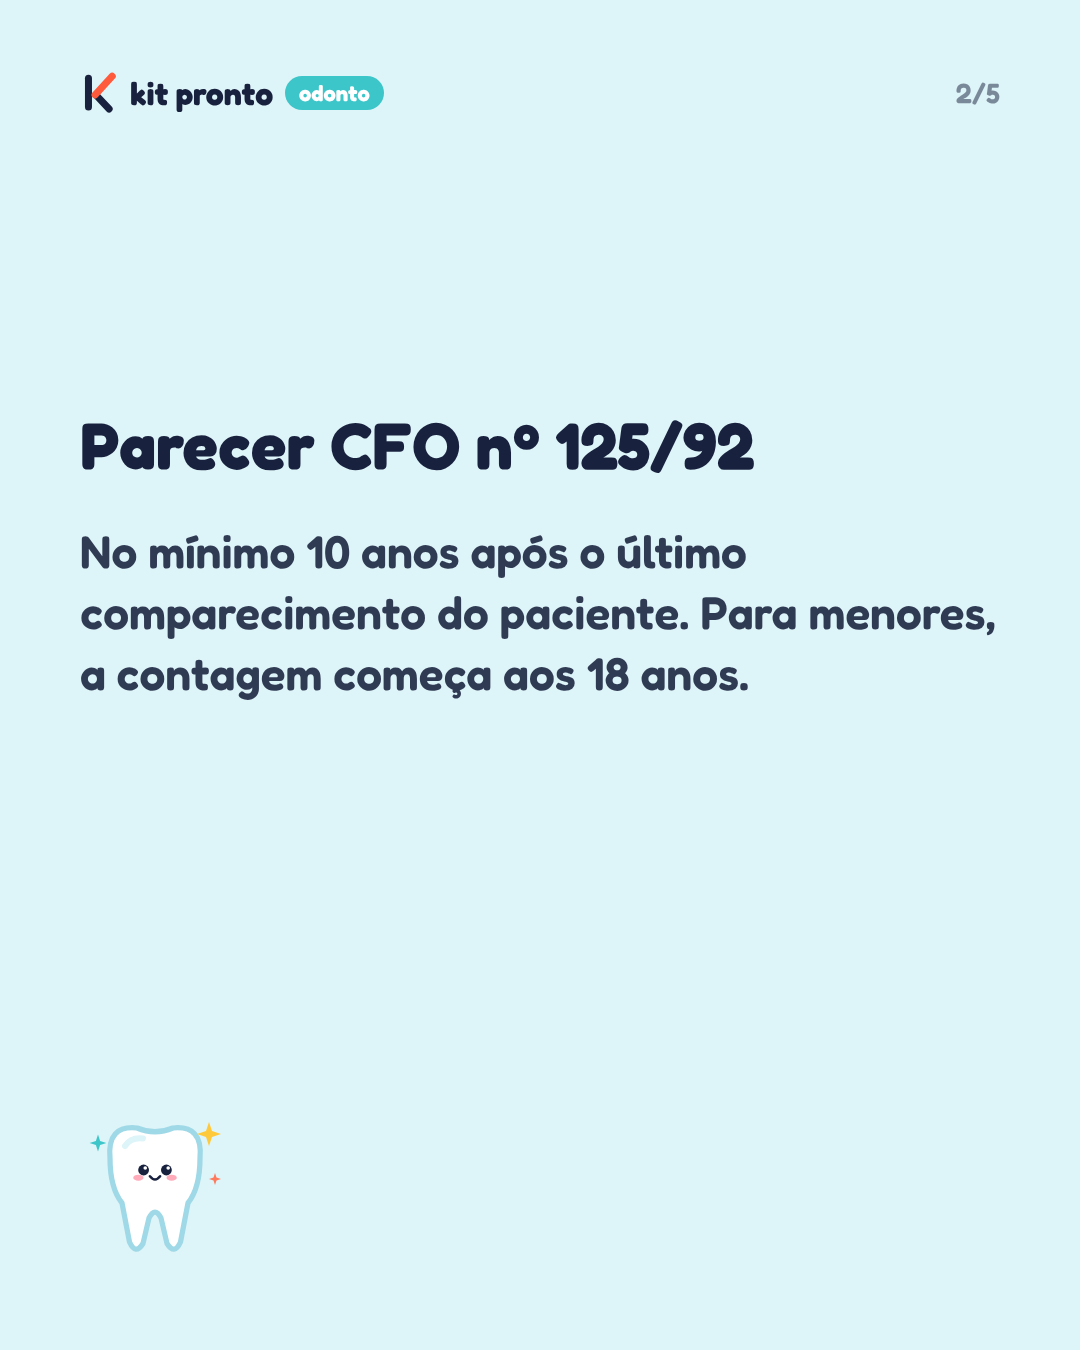 kit pronto odonto
2/5
Parecer CFO nº 125/92
No mínimo 10 anos após o último
comparecimento do paciente. Para menores,
a contagem começa aos 18 anos.